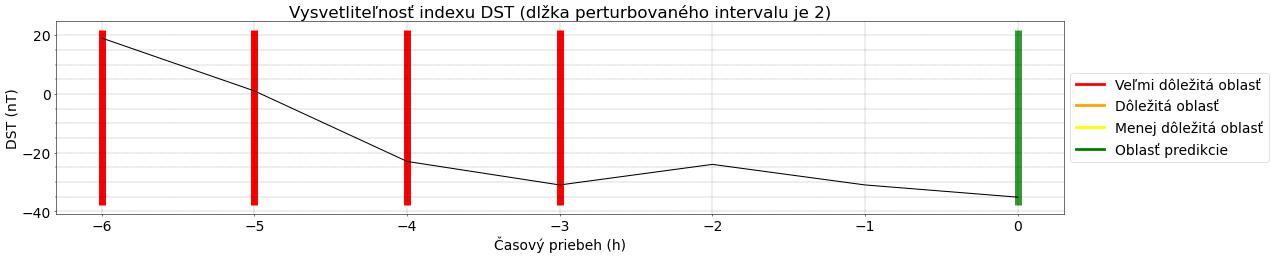 Vysvetliteľnosť indexu DST (dĺžka perturbovaného intervalu je 2)
DST (nT)
20
0
−20
−40
−6
−5
−4
−3
−2
−1
0
Časový priebeh (h)
Veľmi dôležitá oblasť
Dôležitá oblasť
Menej dôležitá oblasť
Oblasť predikcie